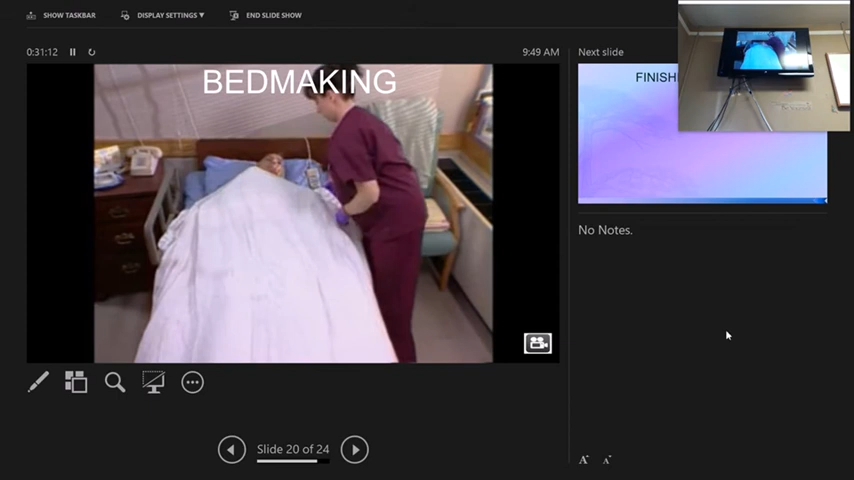 SHOW TASKBAR
DISPLAY SETTINGS
END SLIDE SHOW
0:31:12
9:49 AM
Next slide
BEDMAKING
No Notes.
Slide 20 of 24
A
A